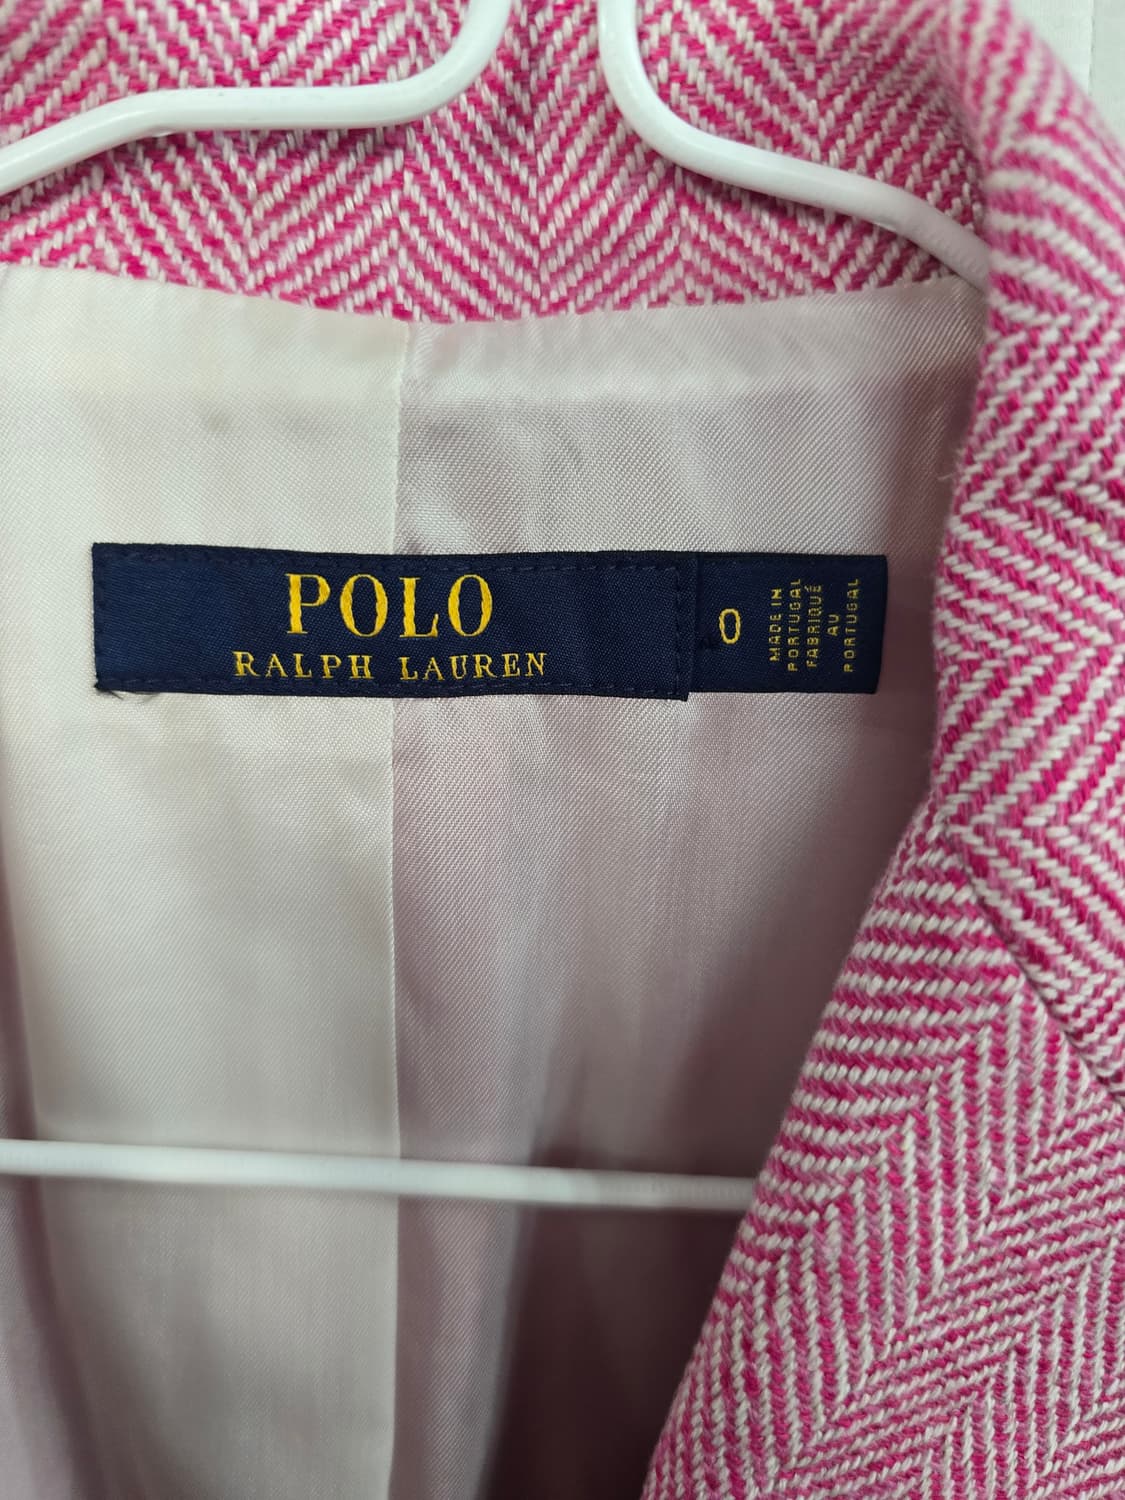 POLO
RALPH LAUREN
0
MADE IN
PORTUGAL
FABRIQUÉ
AU
PORTUGAL